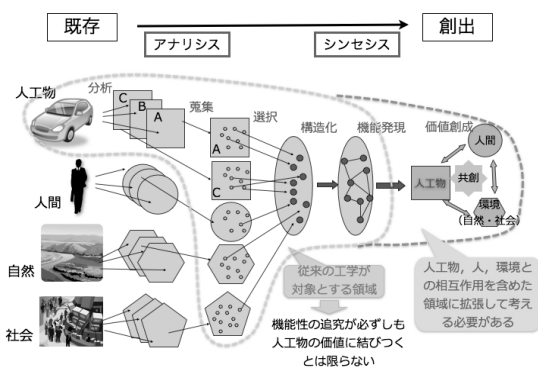 既存
創出
アナリシス
シンセシス
人工物
分析
C
B
A
蒐集
選択
A
C
構造化
機能発現
価値創成
人間
人工物
共創
環境
(自然・社会)
人間
自然
社会
従来の工学が
対象とする領域
機能性の追究が必ずしも
人工物の価値に結びつく
とは限らない
人工物,人,環境と
の相互作用を含めた
領域に拡張して考え
る必要がある